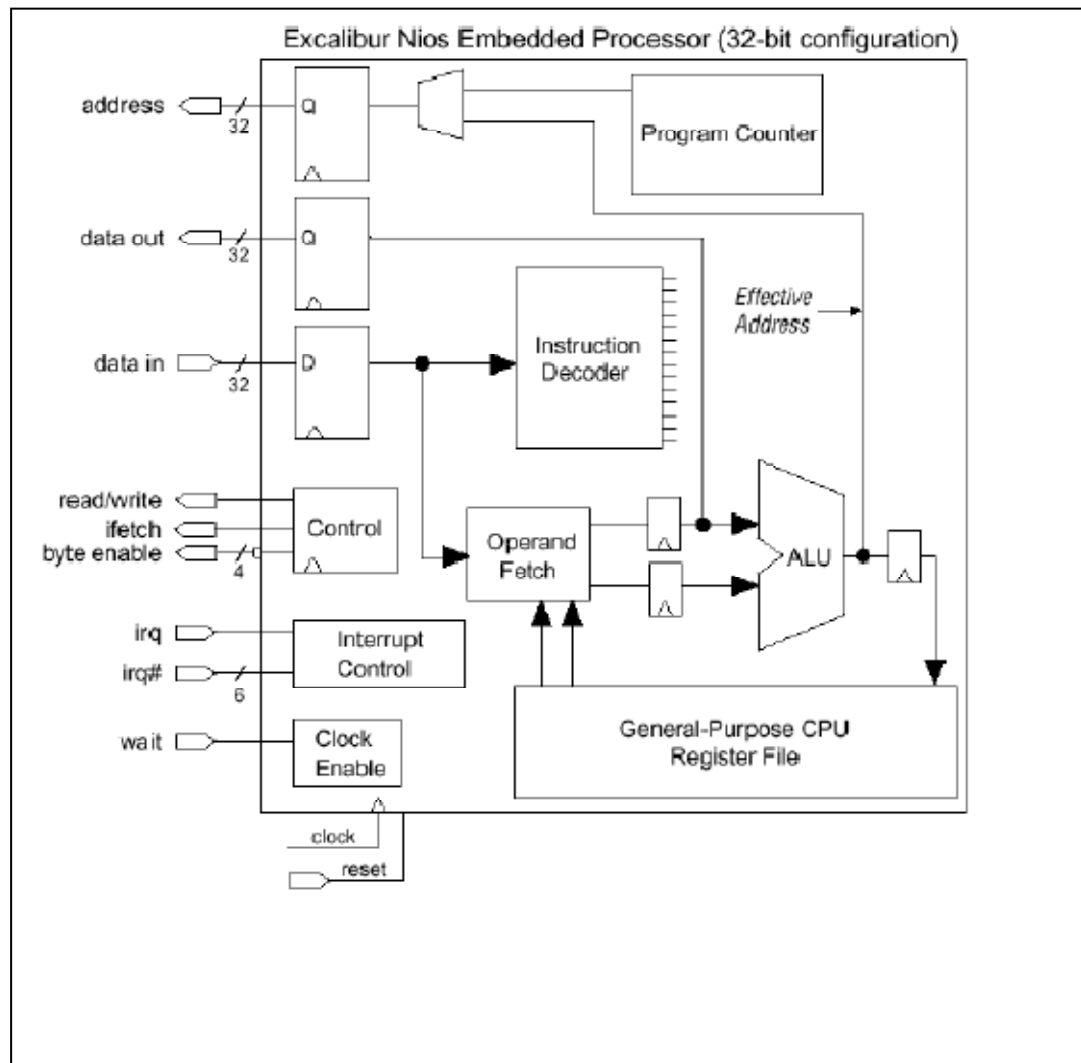 Excalibur Nios Embedded Processor (32-bit configuration)
address
32
Q
Program Counter
data out
32
Q
Effective
Address
data in
32
D
Instruction
Decoder
read/write
ifetch
byte enable
4
Control
Operand
Fetch
ALU
irq
irq#
6
Interrupt
Control
General-Purpose CPU
Register File
wait
Clock
Enable
clock
reset